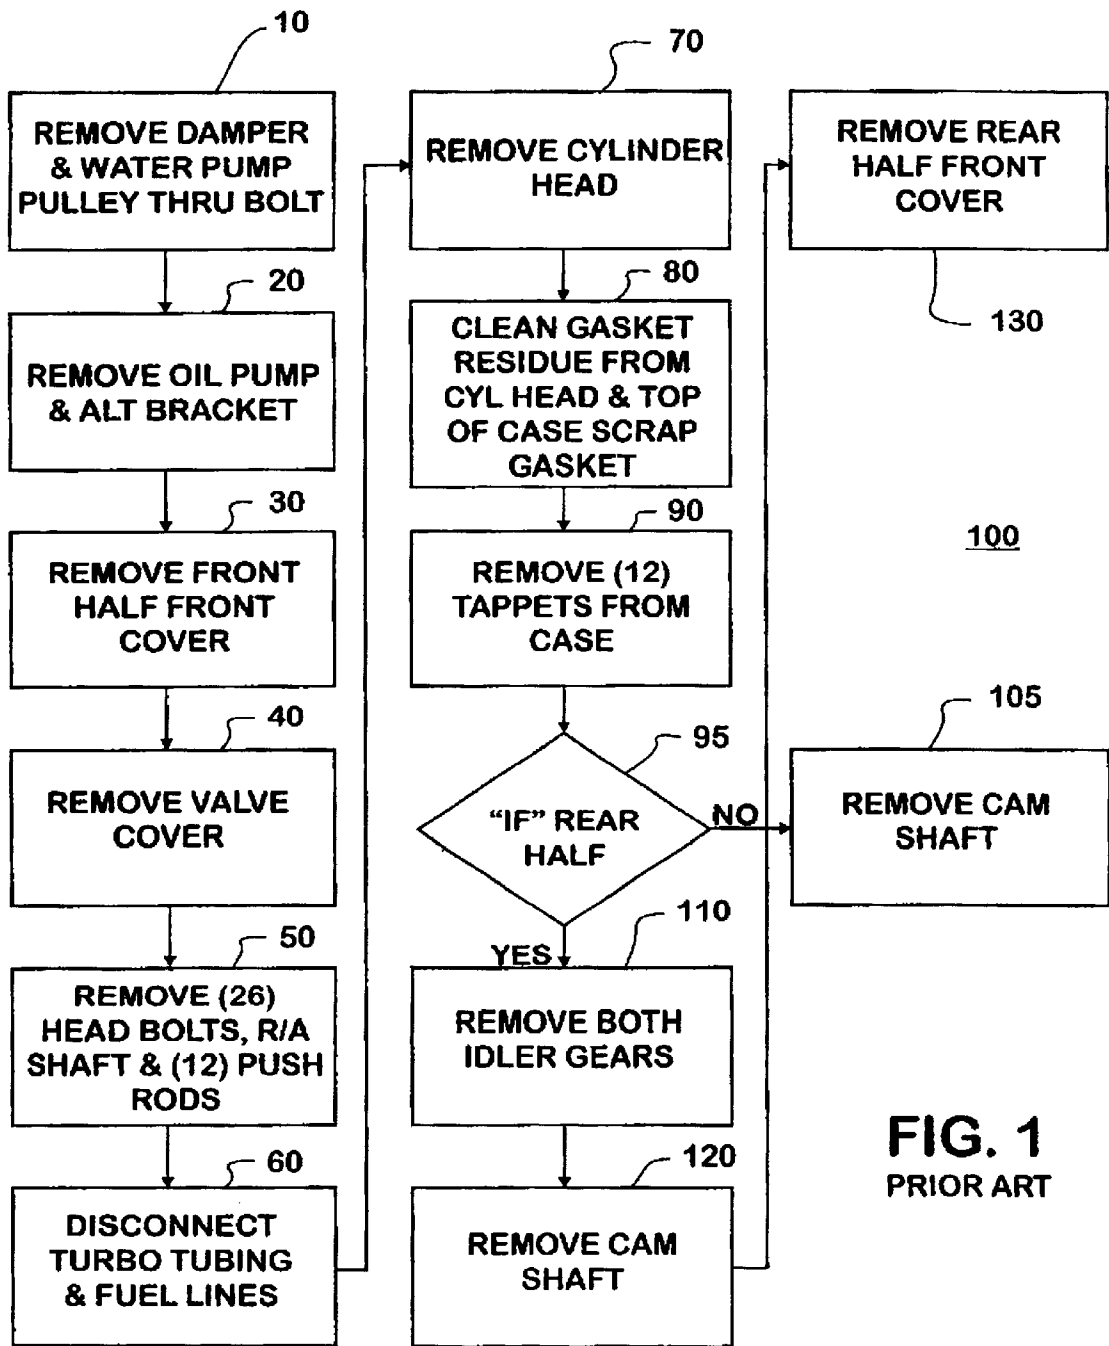 10
REMOVE DAMPER
& WATER PUMP
PULLEY THRU BOLT
20
REMOVE OIL PUMP
& ALT BRACKET
30
REMOVE FRONT
HALF FRONT
COVER
40
REMOVE VALVE
COVER
50
REMOVE (26)
HEAD BOLTS, R/A
SHAFT & (12) PUSH
RODS
60
DISCONNECT
TURBO TUBING
& FUEL LINES
70
REMOVE CYLINDER
HEAD
80
CLEAN GASKET
RESIDUE FROM
CYL HEAD & TOP
OF CASE SCRAP
GASKET
90
REMOVE (12)
TAPPETS FROM
CASE
95
“IF” REAR
HALF
NO
YES
110
REMOVE BOTH
IDLER GEARS
120
REMOVE CAM
SHAFT
REMOVE REAR
HALF FRONT
COVER
130
100
105
REMOVE CAM
SHAFT
FIG. 1
PRIOR ART